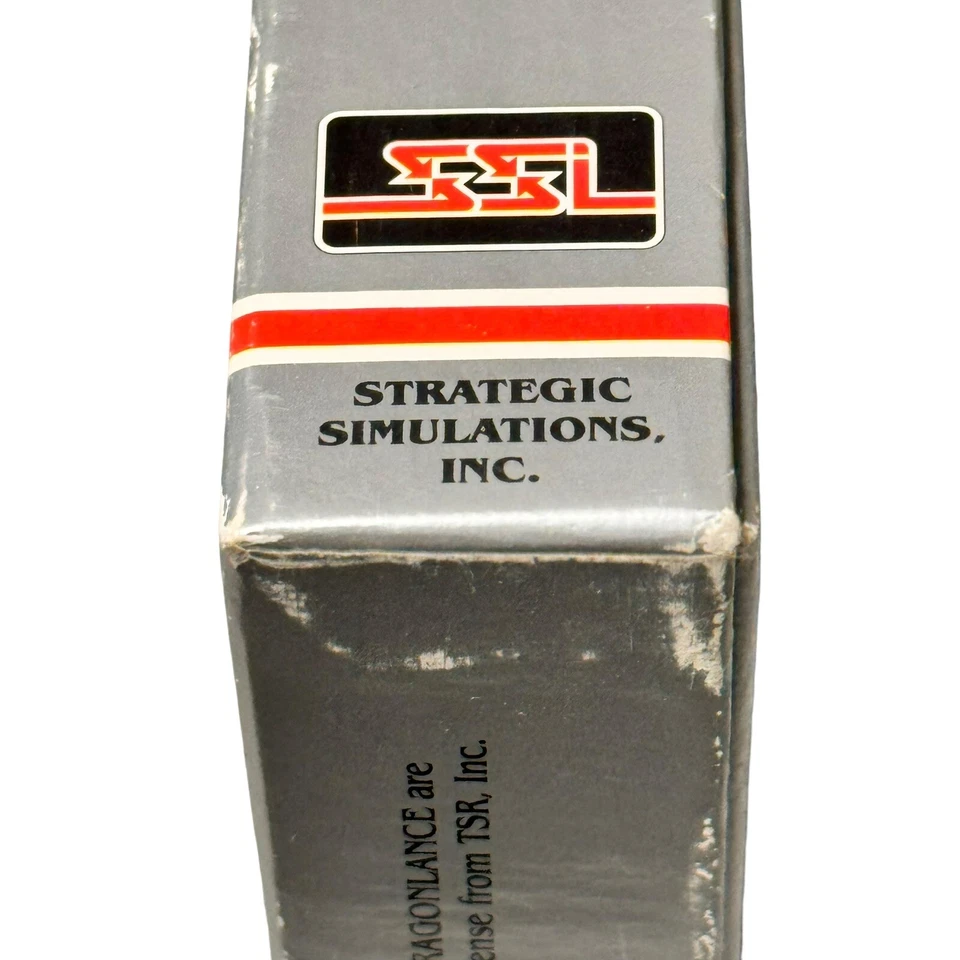 SSI
STRATEGIC
SIMULATIONS,
INC.
RAGONLANCE are
ense from TSR, Inc.